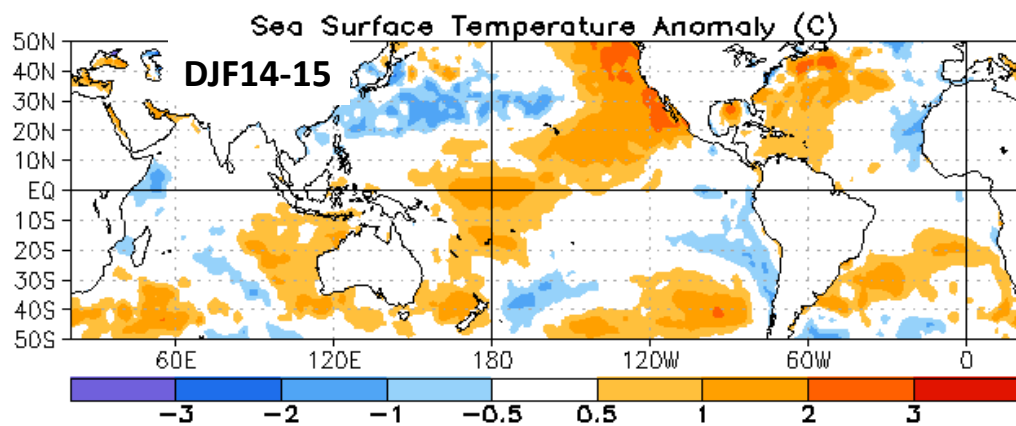 Sea Surface Temperature Anomaly (C)
DJF14-15
50N
40N
30N
20N
10N
EQ
10S
20S
30S
40S
50S
60E 120E 180 120W 60W 0
-3 -2 -1 -0.5 0.5 1 2 3